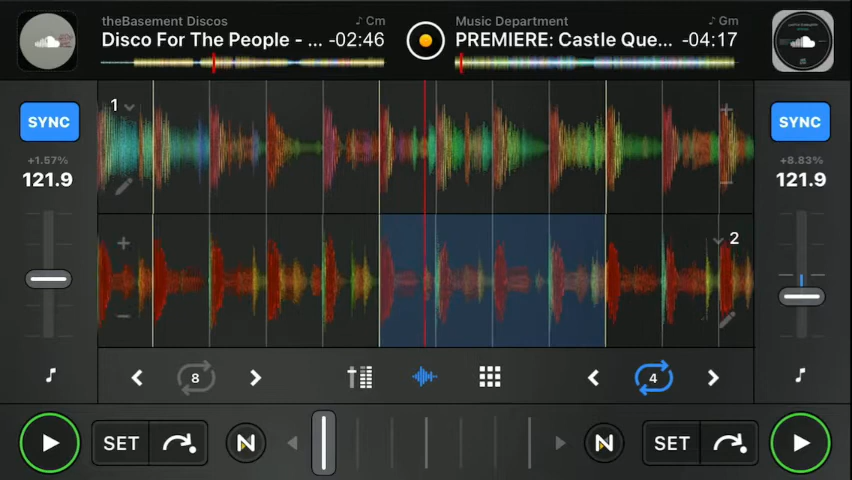 theBasement Discos
♪ Cm
Disco For The People - ...
-02:46
Music Department
♪ Gm
PREMIERE: Castle Que...
-04:17
1
SYNC
+1.57%
121.9
SYNC
+8.83%
121.9
2
8
4
SET
N
N
SET